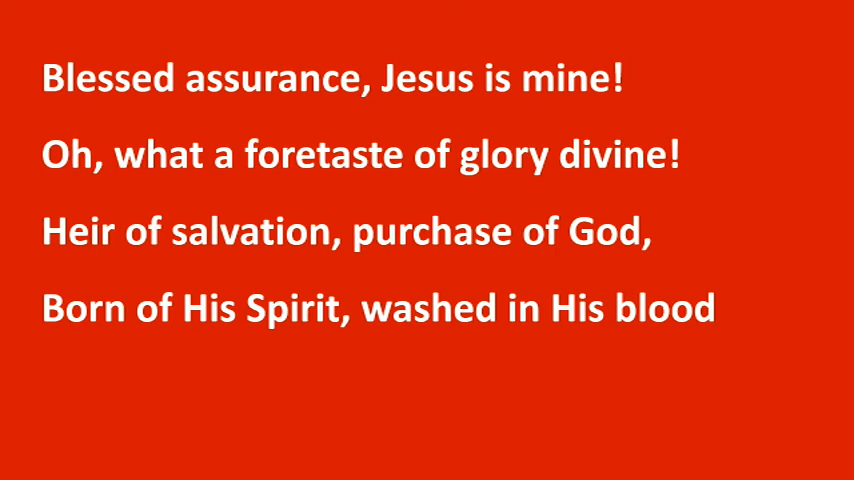 Blessed assurance, Jesus is mine!
Oh, what a foretaste of glory divine!
Heir of salvation, purchase of God,
Born of His Spirit, washed in His blood